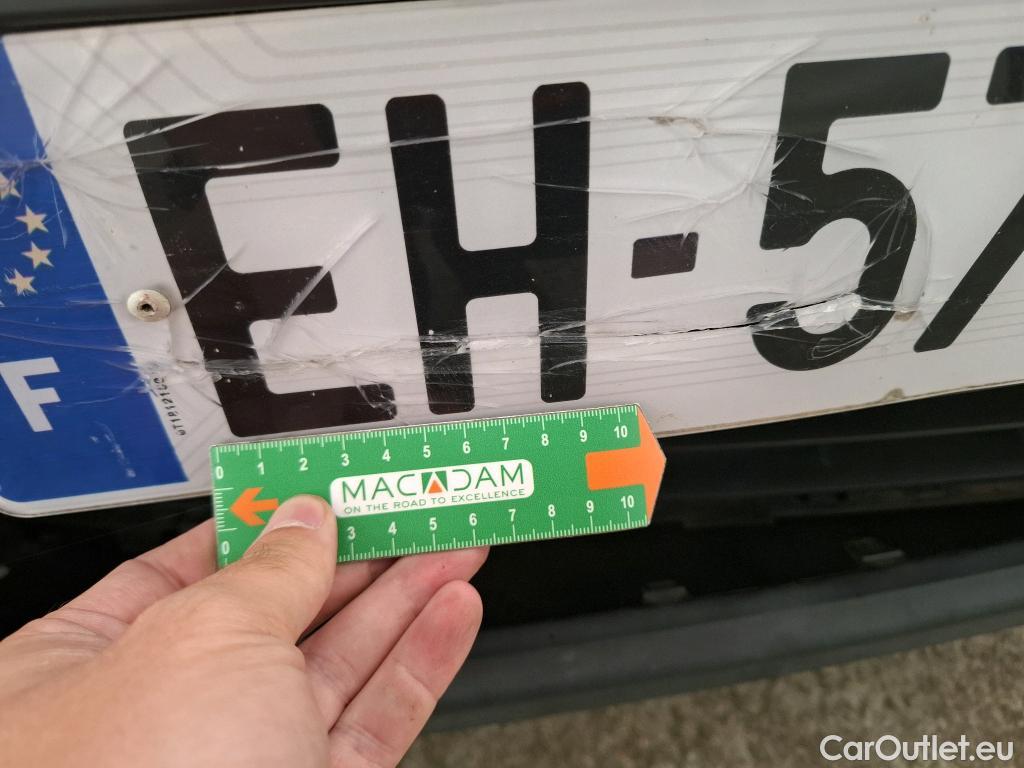 EH-57
F
0 1 2 3 4 5 6 7 8 9 10
MACADAM
ON THE ROAD TO EXCELLENCE
0 3 4 5 6 7 8 9 10
CarOutlet.eu